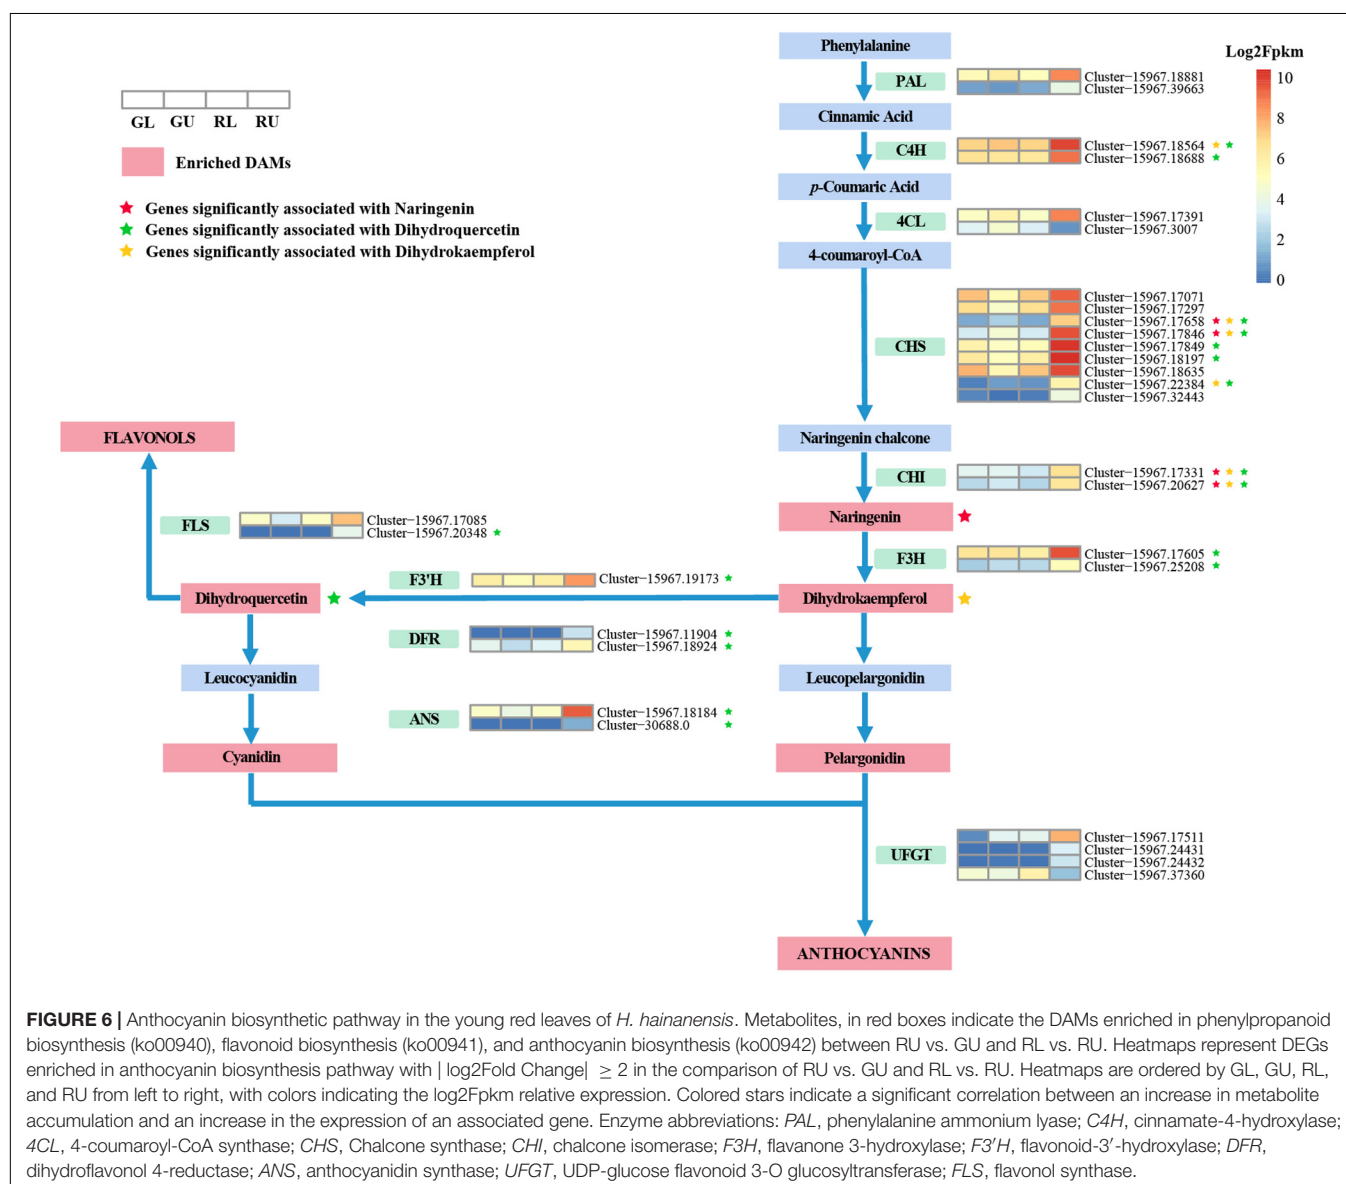 Phenylalanine
Log2Fpkm
10
8
6
4
2
0
GL GU RL RU
Enriched DAMs
Genes significantly associated with Naringenin
Genes significantly associated with Dihydroquercetin
Genes significantly associated with Dihydrokaempferol
PAL
Cluster−15967.18881
Cluster−15967.39663
Cinnamic Acid
C4H
Cluster−15967.18564
Cluster−15967.18688
p-Coumaric Acid
4CL
Cluster−15967.17391
Cluster−15967.3007
4-coumaroyl-CoA
CHS
Cluster−15967.17071
Cluster−15967.17297
Cluster−15967.17658
Cluster−15967.17846
Cluster−15967.17849
Cluster−15967.18197
Cluster−15967.18635
Cluster−15967.22384
Cluster−15967.32443
FLAVONOLS
Naringenin chalcone
CHI
Cluster−15967.17331
Cluster−15967.20627
Naringenin
FLS
Cluster−15967.17085
Cluster−15967.20348
F3H
Cluster−15967.17605
Cluster−15967.25208
F3'H
Cluster−15967.19173
Dihydroquercetin
Dihydrokaempferol
DFR
Cluster−15967.11904
Cluster−15967.18924
Leucocyanidin
Leucopelargonidin
ANS
Cluster−15967.18184
Cluster−30688.0
Cyanidin
Pelargonidin
UFGT
Cluster−15967.17511
Cluster−15967.24431
Cluster−15967.24432
Cluster−15967.37360
ANTHOCYANINS
FIGURE 6 | Anthocyanin biosynthetic pathway in the young red leaves of H. hainanensis. Metabolites, in red boxes indicate the DAMs enriched in phenylpropanoid
biosynthesis (ko00940), flavonoid biosynthesis (ko00941), and anthocyanin biosynthesis (ko00942) between RU vs. GU and RL vs. RU. Heatmaps represent DEGs
enriched in anthocyanin biosynthesis pathway with | log2Fold Change| ≥ 2 in the comparison of RU vs. GU and RL vs. RU. Heatmaps are ordered by GL, GU, RL,
and RU from left to right, with colors indicating the log2Fpkm relative expression. Colored stars indicate a significant correlation between an increase in metabolite
accumulation and an increase in the expression of an associated gene. Enzyme abbreviations: PAL, phenylalanine ammonium lyase; C4H, cinnamate-4-hydroxylase;
4CL, 4-coumaroyl-CoA synthase; CHS, Chalcone synthase; CHI, chalcone isomerase; F3H, flavanone 3-hydroxylase; F3′H, flavonoid-3′-hydroxylase; DFR,
dihydroflavonol 4-reductase; ANS, anthocyanidin synthase; UFGT, UDP-glucose flavonoid 3-O glucosyltransferase; FLS, flavonol synthase.